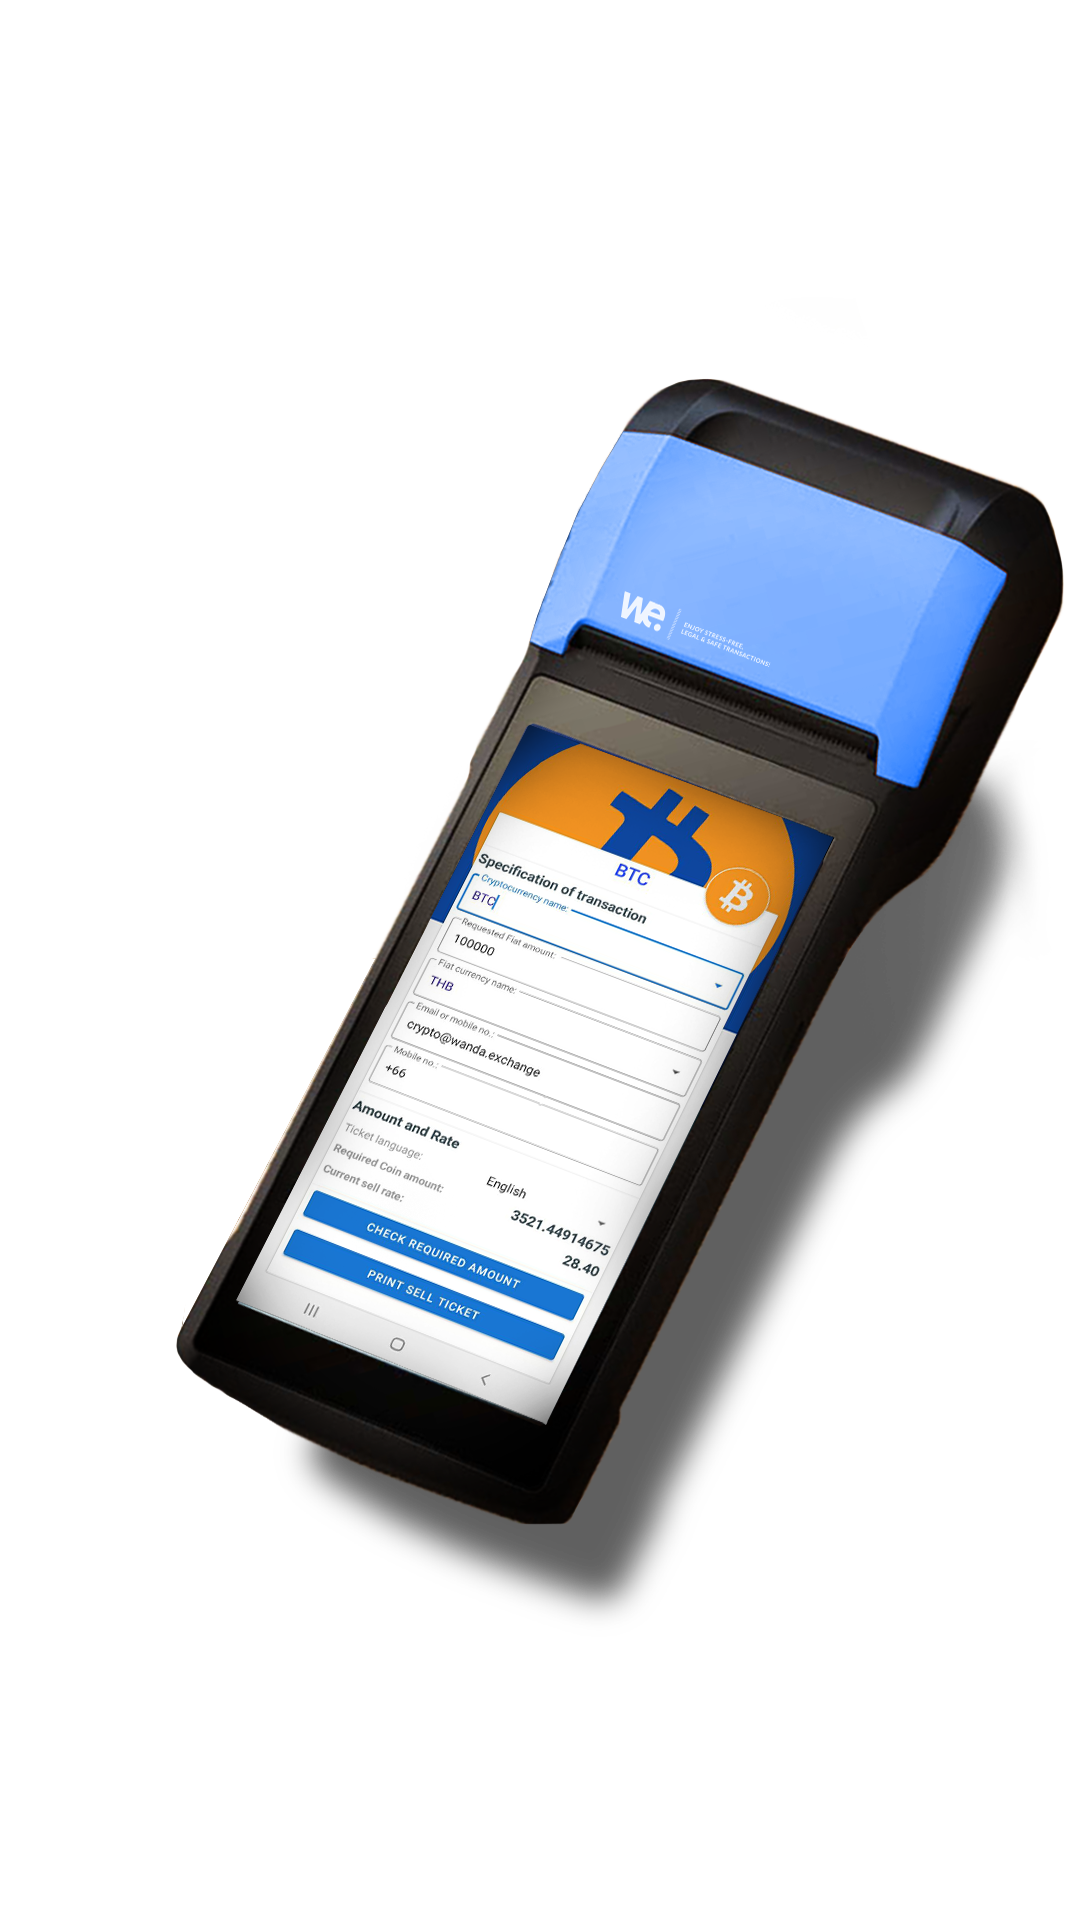 we.
ENJOY STRESS-FREE,
LEGAL & SAFE TRANSACTIONS!
BTC
Specification of transaction
Cryptocurrency name:
BTC
Requested Fiat amount:
100000
Fiat currency name:
THB
Email or mobile no.:
crypto@wanda.exchange
Mobile no.:
+66
Amount and Rate
Ticket language:
English
Required Coin amount:
3521.44914675
Current sell rate:
28.40
CHECK REQUIRED AMOUNT
PRINT SELL TICKET